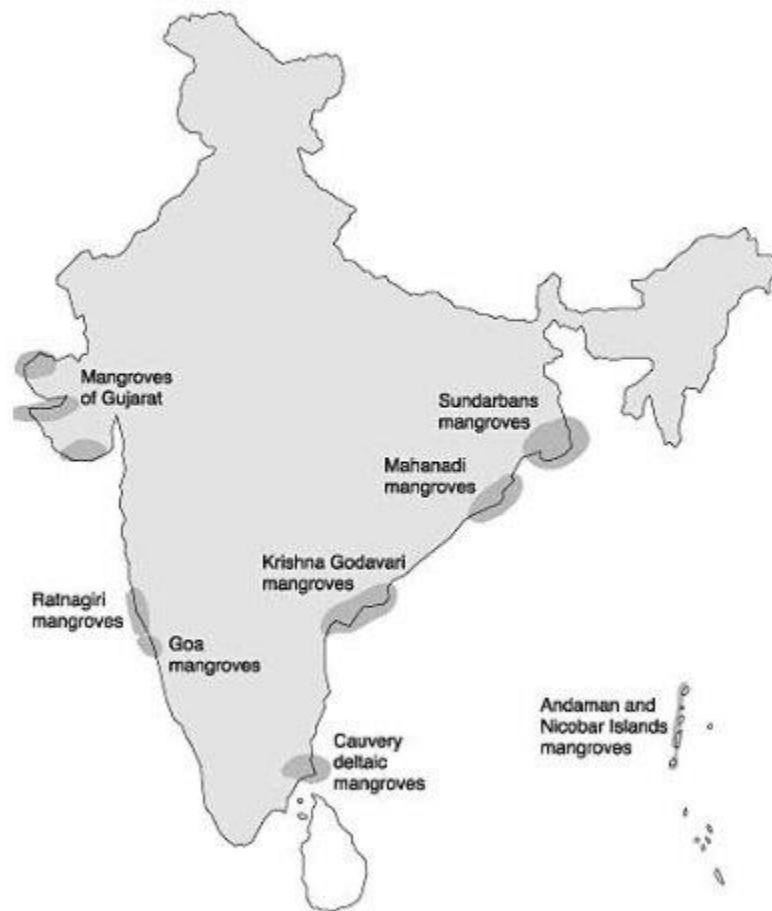 Mangroves
of Gujarat
Sundarbans
mangroves
Mahanadi
mangroves
Krishna Godavari
mangroves
Ratnagiri
mangroves
Goa
mangroves
Andaman and
Nicobar Islands
mangroves
Cauvery
deltaic
mangroves